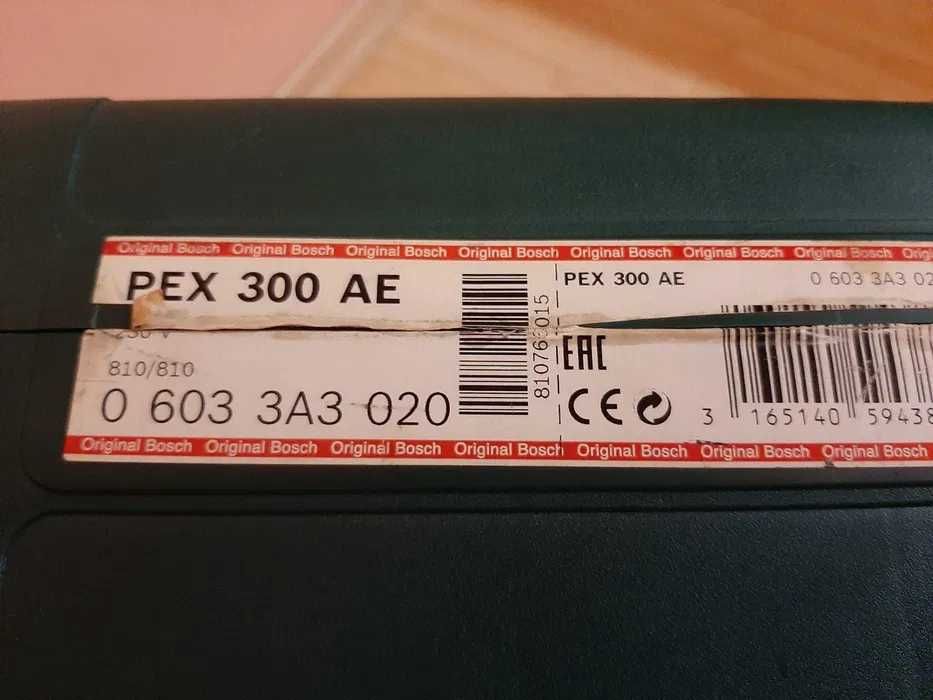 Original Bosch Original Bosch Original Bosch Original Bosch Original Bosch Original Bosch Original Bosch
PEX 300 AE
230 V
810/810
0 603 3A3 020
PEX 300 AE
0 603 3A3 02
EAC
CE
3 165140 59438
Original Bosch Original Bosch Original Bosch Original Bosch Original Bosch Original Bosch Original Bosch